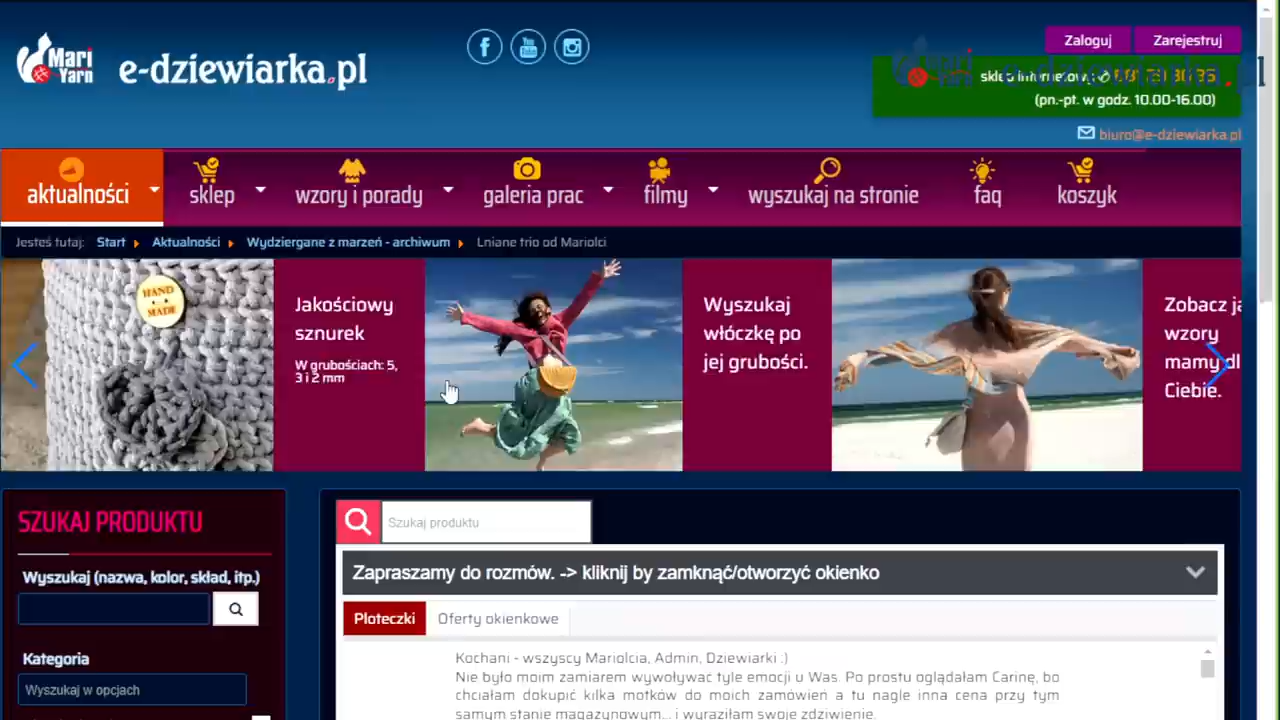 Mari Yarn
e-dziewiarka.pl
Zaloguj
Zarejestruj
sklep internetowy
(pn.-pt. w godz. 10.00-16.00)
biuro@e-dziewiarka.pl
aktualności
sklep
wzory i porady
galeria prac
filmy
wyszukaj na stronie
faq
koszyk
Jesteś tutaj: Start Aktualności Wydziergane z marzeń - archiwum Lniane trio od Mariolci
HAND
MADE
Jakościowy
sznurek
W grubościach: 5,
3 i 2 mm
Wyszukaj
włóczkę po
jej grubości.
Zobacz
wzory
mamy
Ciebie.
SZUKAJ PRODUKTU
Wyszukaj (nazwa, kolor, skład, itp.)
Kategoria
Wyszukaj w opcjach
Szukaj produktu
Zapraszamy do rozmów. -> kliknij by zamknąć/otworzyć okienko
Ploteczki
Oferty okienkowe
Kochani - wszyscy Mariolcia, Admin, Dziewiarki :)
Nie było moim zamiarem wywoływać tyle emocji u Was. Po prostu oglądałam Carinę, bo
chciałam dokupić kilka motków do moich zamówień a tu nagle inna cena przy tym
samym stanie magazynowym... i wyraziłam swoje zdziwienie.